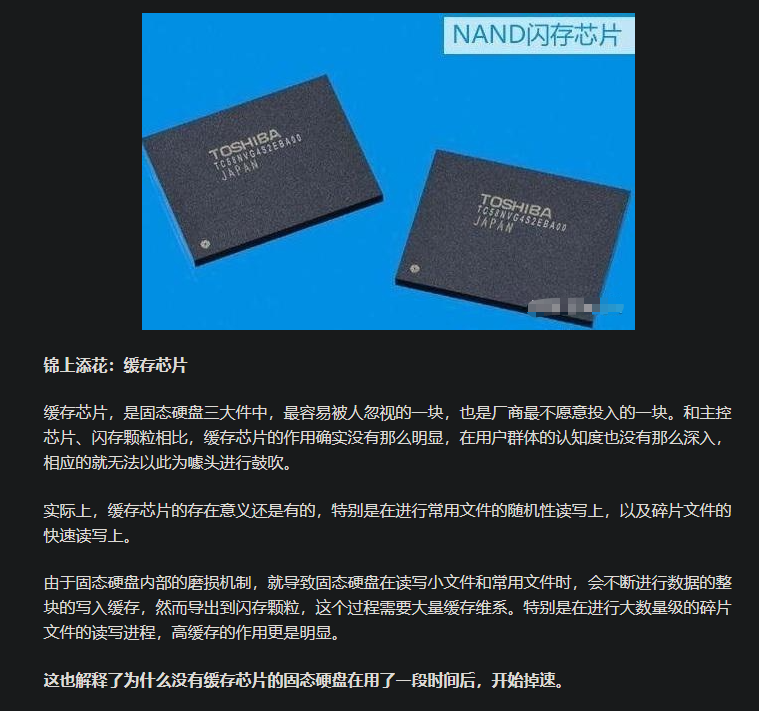 NAND闪存芯片
TOSHIBA
TC58NVG4S2EBA00
JAPAN
TOSHIBA
TC58NVG4S2EBA00
JAPAN
锦上添花：缓存芯片
缓存芯片，是固态硬盘三大件中，最容易被人忽视的一块，也是厂商最不愿意投入的一块。和主控
芯片、闪存颗粒相比，缓存芯片的作用确实没有那么明显，在用户群体的认知度也没有那么深入，
相应的就无法以此为噱头进行鼓吹。
实际上，缓存芯片的存在意义还是有的，特别是在进行常用文件的随机性读写上，以及碎片文件的
快速读写上。
由于固态硬盘内部的磨损机制，就导致固态硬盘在读写小文件和常用文件时，会不断进行数据的整
块的写入缓存，然而导出到闪存颗粒，这个过程需要大量缓存维系。特别是在进行大数量级的碎片
文件的读写进程，高缓存的作用更是明显。
这也解释了为什么没有缓存芯片的固态硬盘在用了一段时间后，开始掉速。